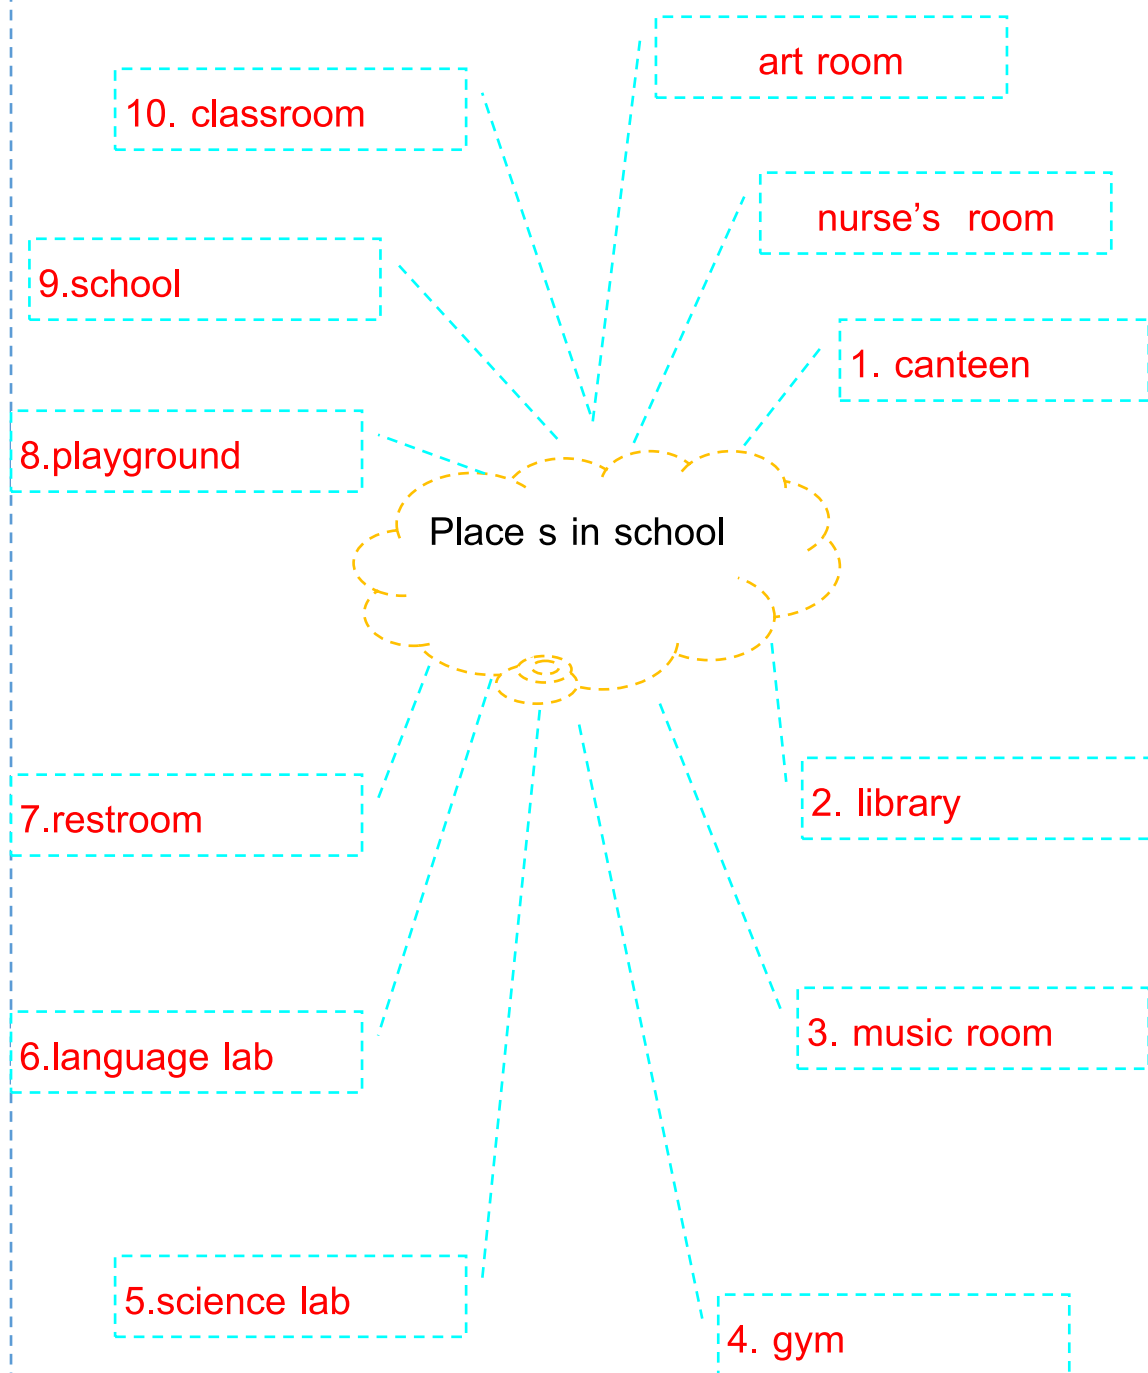 art room
10. classroom
nurse’s room
9.school
1. canteen
8.playground
Place s in school
2. library
7.restroom
3. music room
6.language lab
5.science lab
4. gym